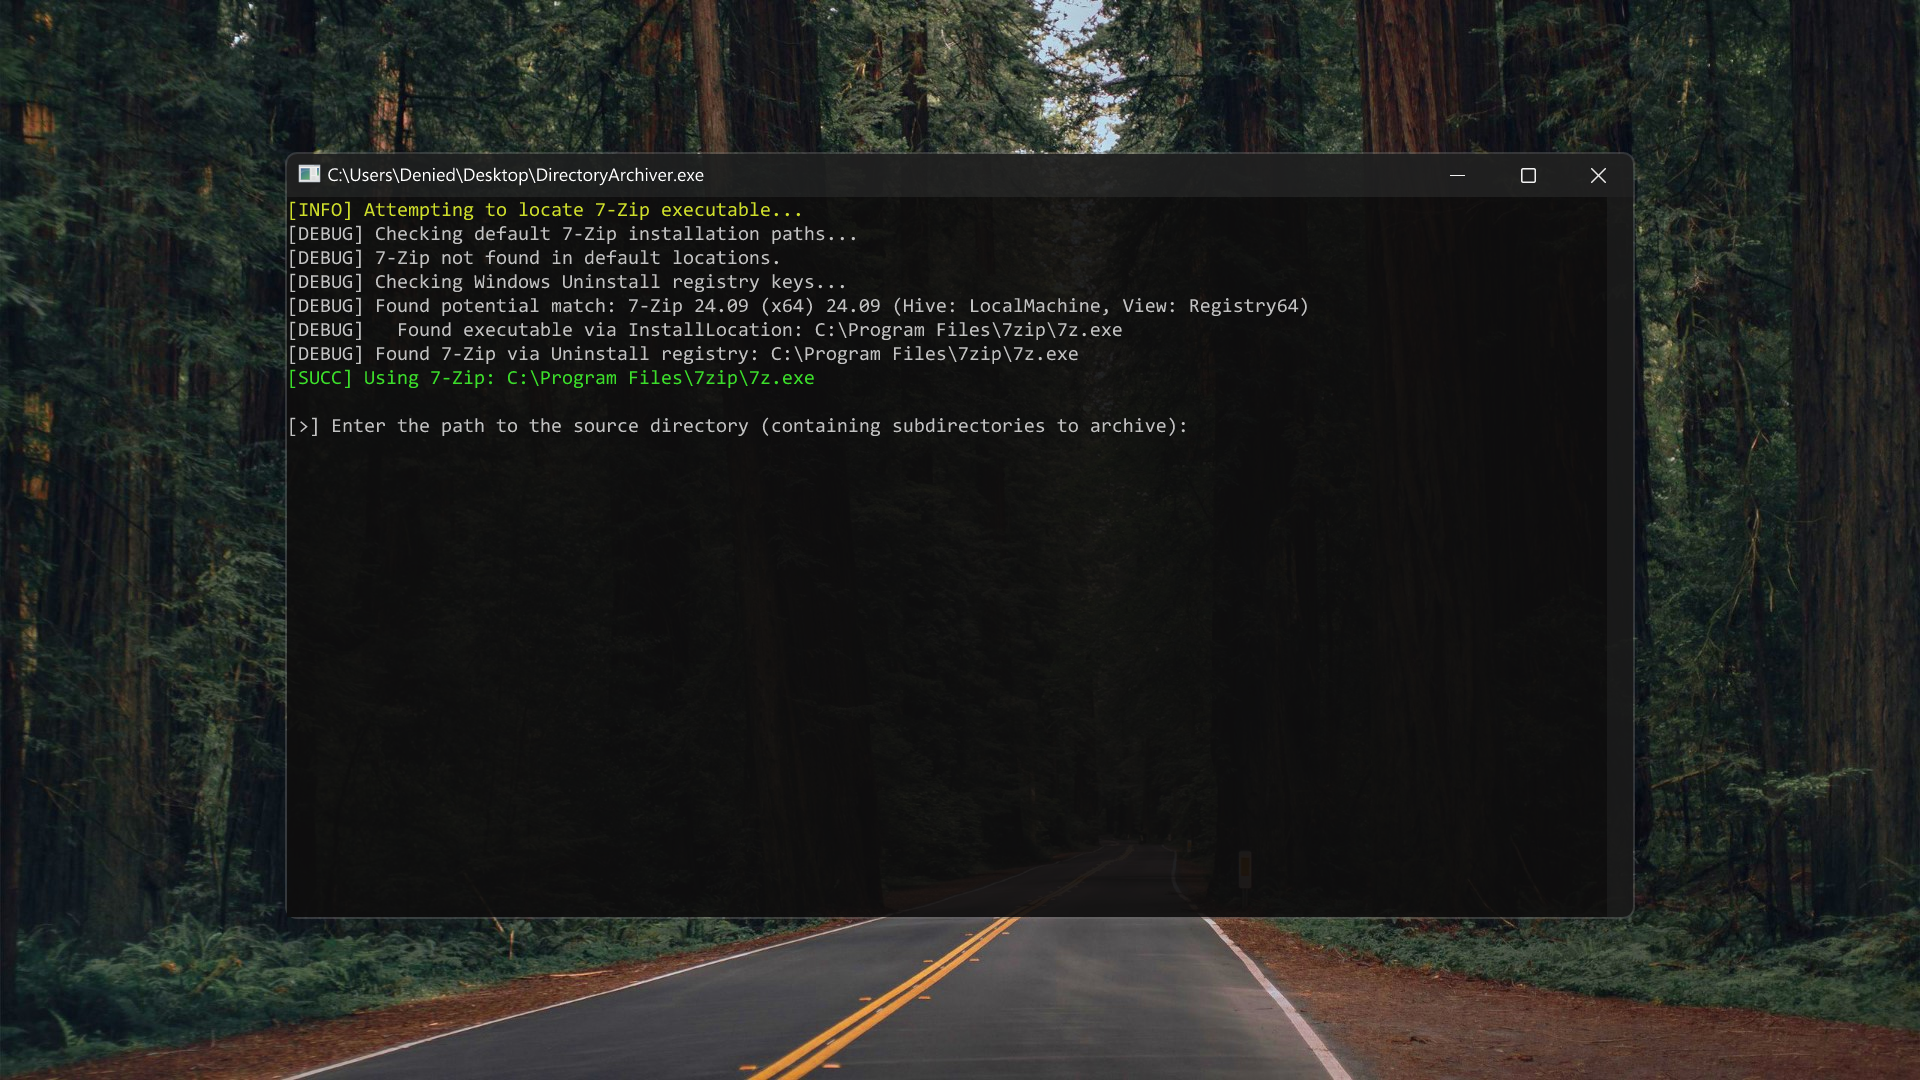 C:\Users\Denied\Desktop\DirectoryArchiver.exe
[INFO] Attempting to locate 7-Zip executable...
[DEBUG] Checking default 7-Zip installation paths...
[DEBUG] 7-Zip not found in default locations.
[DEBUG] Checking Windows Uninstall registry keys...
[DEBUG] Found potential match: 7-Zip 24.09 (x64) 24.09 (Hive: LocalMachine, View: Registry64)
[DEBUG]   Found executable via InstallLocation: C:\Program Files\7zip\7z.exe
[DEBUG] Found 7-Zip via Uninstall registry: C:\Program Files\7zip\7z.exe
[SUCC] Using 7-Zip: C:\Program Files\7zip\7z.exe
[>] Enter the path to the source directory (containing subdirectories to archive):